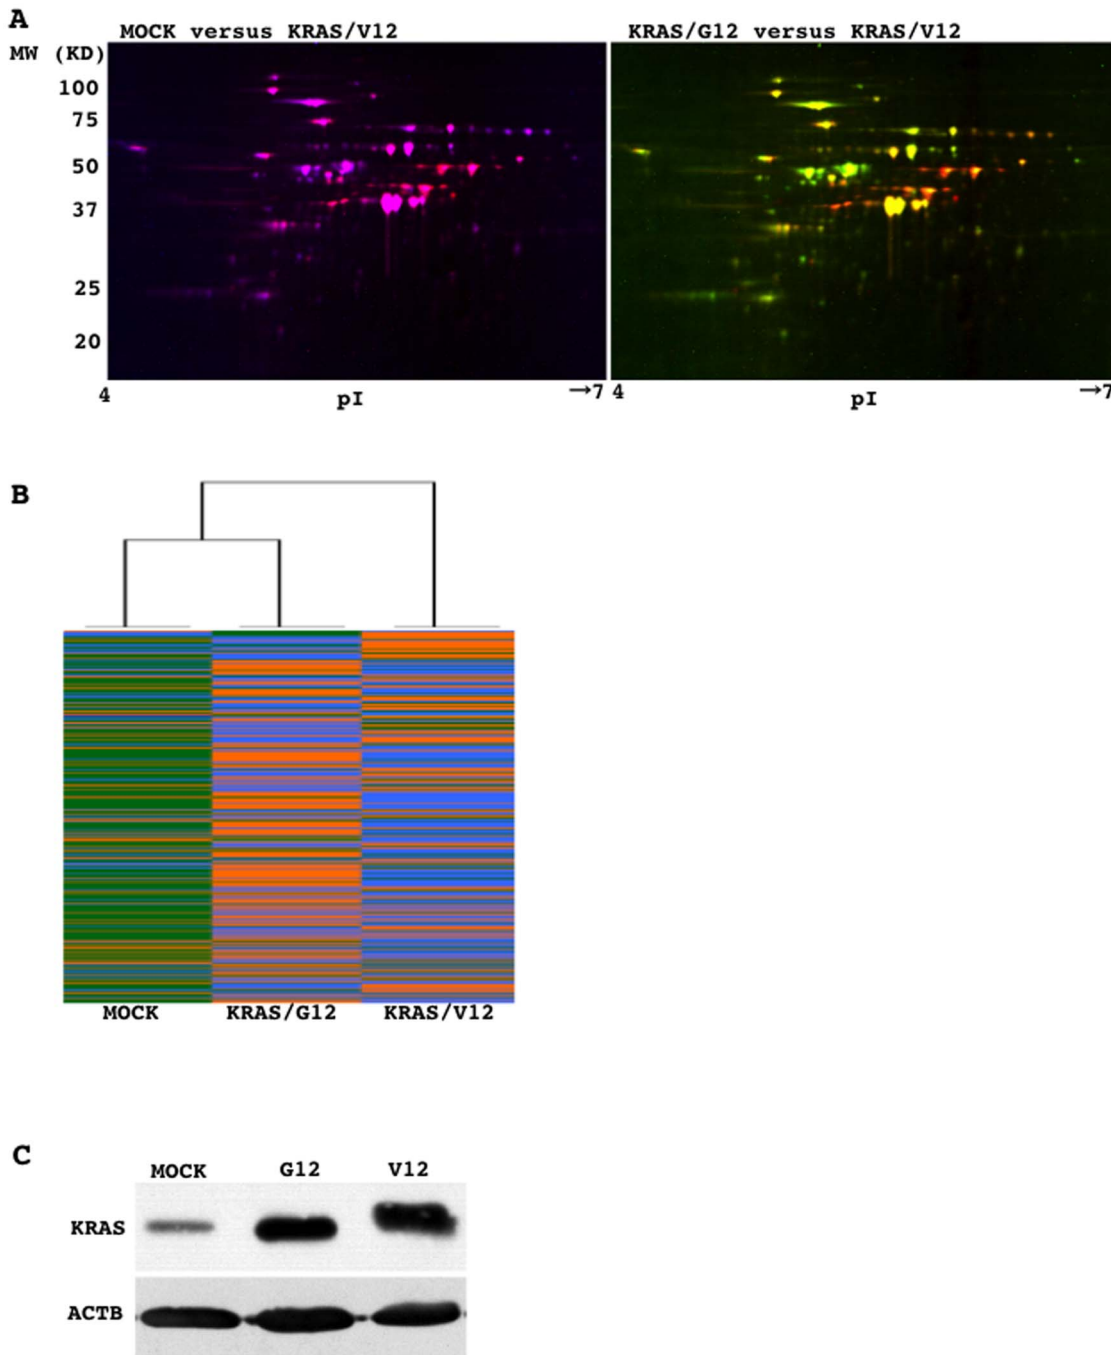 A
MOCK versus KRAS/V12
KRAS/G12 versus KRAS/V12
MW (KD)
100
75
50
37
25
20
4
pI
→7
4
pI
→7
B
MOCK
KRAS/G12
KRAS/V12
C
MOCK
G12
V12
KRAS
ACTB